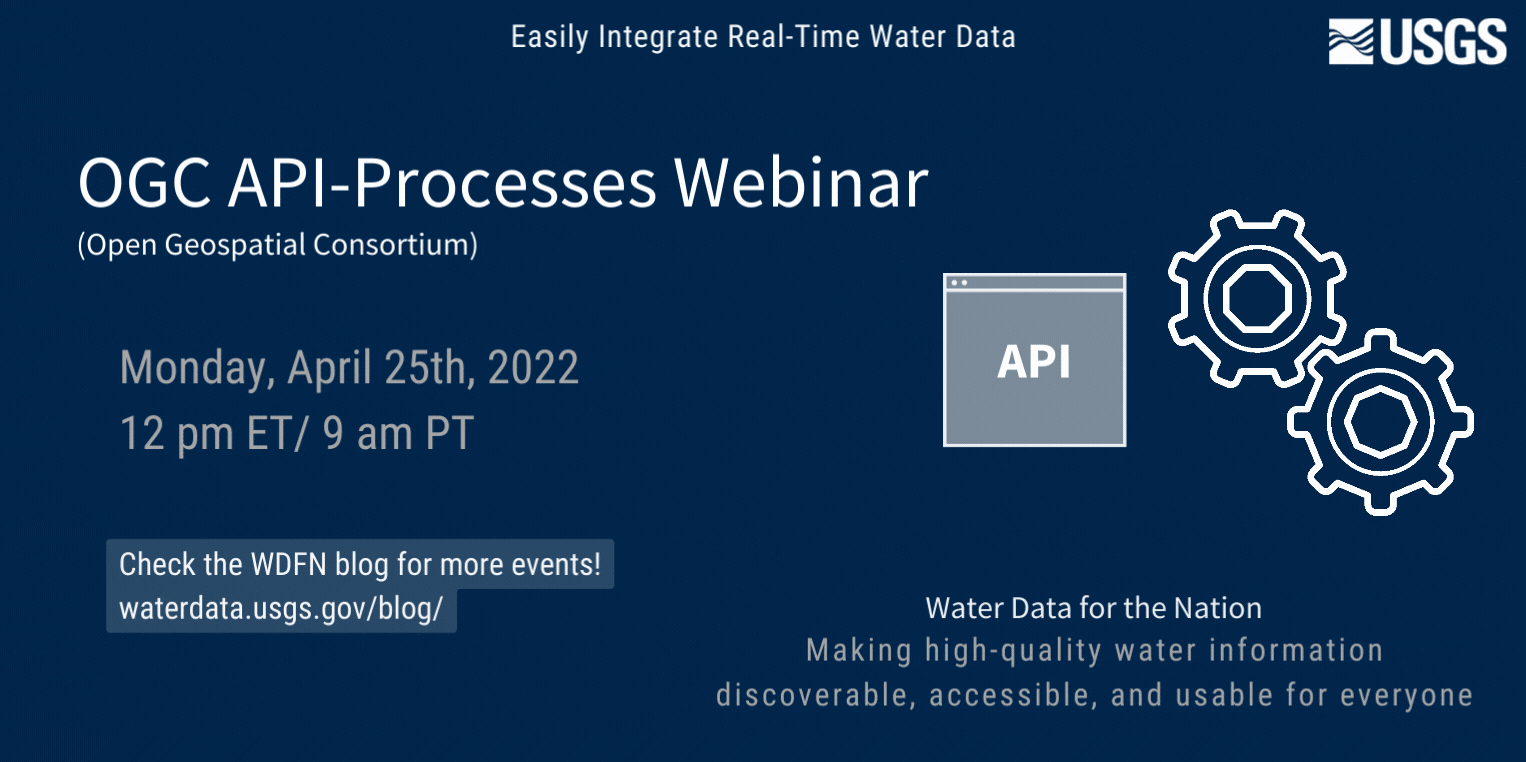 Easily Integrate Real-Time Water Data
USGS
OGC API-Processes Webinar
(Open Geospatial Consortium)
Monday, April 25th, 2022
12 pm ET/ 9 am PT
API
Check the WDFN blog for more events!
waterdata.usgs.gov/blog/
Water Data for the Nation
Making high-quality water information
discoverable, accessible, and usable for everyone